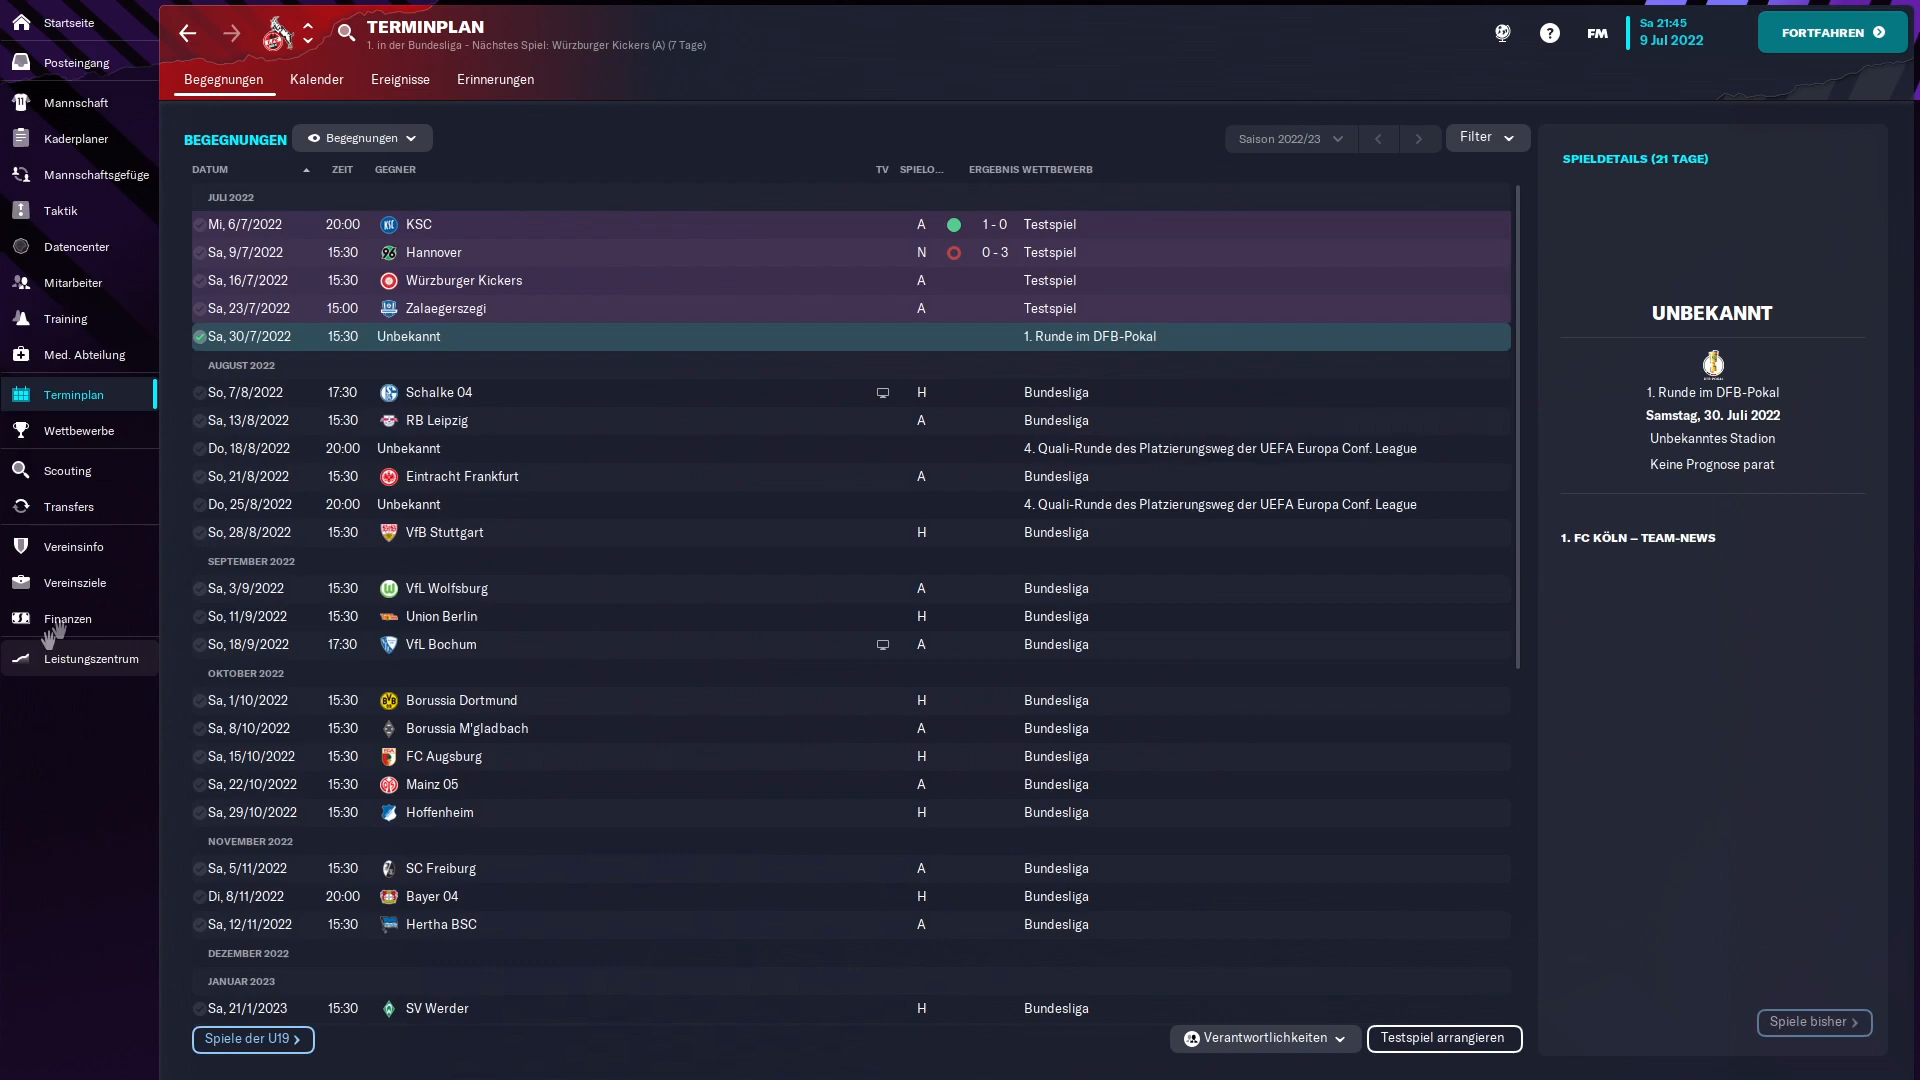 Startseite
Posteingang
Mannschaft
Kaderplaner
Mannschaftsgefüge
Taktik
Datencenter
Mitarbeiter
Training
Med. Abteilung
Terminplan
Wettbewerbe
Scouting
Transfers
Vereinsinfo
Vereinsziele
Finanzen
Leistungszentrum
TERMINPLAN
1. in der Bundesliga - Nächstes Spiel: Würzburger Kickers (A) (7 Tage)
FM
Sa 21:45
9 Jul 2022
FORTFAHREN
Begegnungen Kalender Ereignisse Erinnerungen
BEGEGNUNGEN Begegnungen Saison 2022/23 Filter
DATUM ZEIT GEGNER TV SPIELO... ERGEBNIS WETTBEWERB
JULI 2022
Mi, 6/7/2022 20:00 KSC A 1 - 0 Testspiel
Sa, 9/7/2022 15:30 Hannover N 0 - 3 Testspiel
Sa, 16/7/2022 15:30 Würzburger Kickers A Testspiel
Sa, 23/7/2022 15:00 Zalaegerszegi A Testspiel
Sa, 30/7/2022 15:30 Unbekannt 1. Runde im DFB-Pokal
AUGUST 2022
So, 7/8/2022 17:30 Schalke 04 H Bundesliga
Sa, 13/8/2022 15:30 RB Leipzig A Bundesliga
Do, 18/8/2022 20:00 Unbekannt 4. Quali-Runde des Platzierungsweg der UEFA Europa Conf. League
So, 21/8/2022 15:30 Eintracht Frankfurt A Bundesliga
Do, 25/8/2022 20:00 Unbekannt 4. Quali-Runde des Platzierungsweg der UEFA Europa Conf. League
So, 28/8/2022 15:30 VfB Stuttgart H Bundesliga
SEPTEMBER 2022
Sa, 3/9/2022 15:30 VfL Wolfsburg A Bundesliga
So, 11/9/2022 15:30 Union Berlin H Bundesliga
So, 18/9/2022 17:30 VfL Bochum A Bundesliga
OKTOBER 2022
Sa, 1/10/2022 15:30 Borussia Dortmund H Bundesliga
Sa, 8/10/2022 15:30 Borussia M'gladbach A Bundesliga
Sa, 15/10/2022 15:30 FC Augsburg H Bundesliga
Sa, 22/10/2022 15:30 Mainz 05 A Bundesliga
Sa, 29/10/2022 15:30 Hoffenheim H Bundesliga
NOVEMBER 2022
Sa, 5/11/2022 15:30 SC Freiburg A Bundesliga
Di, 8/11/2022 20:00 Bayer 04 H Bundesliga
Sa, 12/11/2022 15:30 Hertha BSC A Bundesliga
DEZEMBER 2022
JANUAR 2023
Sa, 21/1/2023 15:30 SV Werder H Bundesliga
Spiele der U19 Verantwortlichkeiten Testspiel arrangieren
SPIELDETAILS (21 TAGE)
UNBEKANNT
1. Runde im DFB-Pokal
Samstag, 30. Juli 2022
Unbekanntes Stadion
Keine Prognose parat
1. FC KÖLN – TEAM-NEWS
Spiele bisher